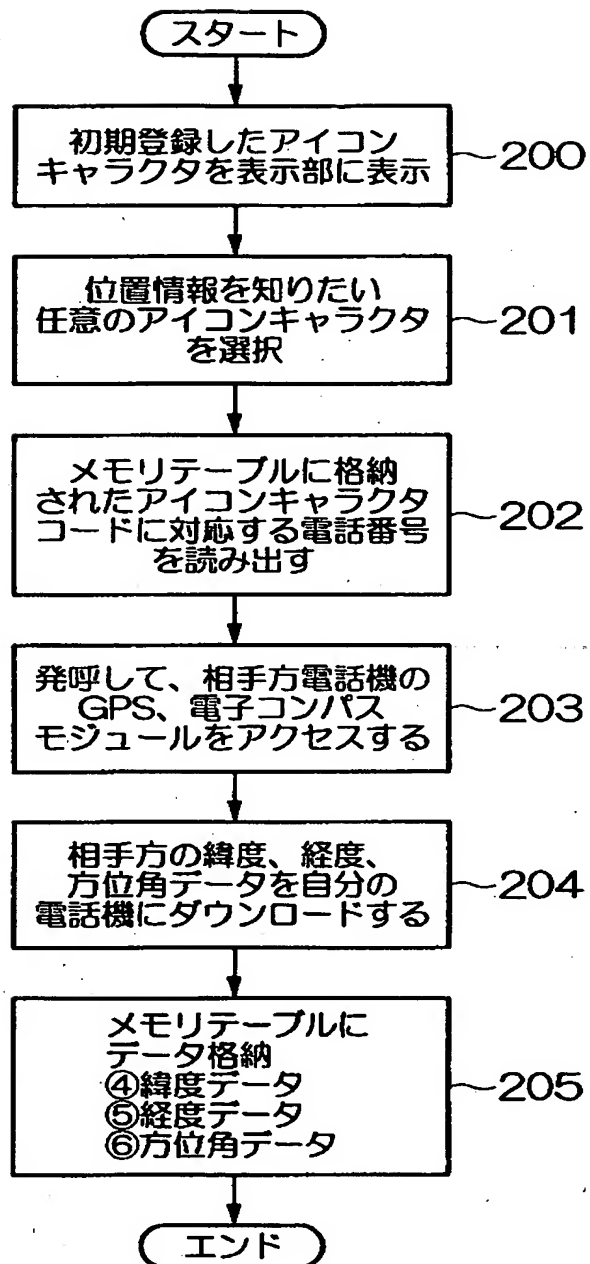 スタート
初期登録したアイコン
キャラクタを表示部に表示
200
位置情報を知りたい
任意のアイコンキャラクタ
を選択
201
メモリテーブルに格納
されたアイコンキャラクタ
コードに対応する電話番号
を読み出す
202
発呼して、相手方電話機の
GPS、電子コンパス
モジュールをアクセスする
203
相手方の緯度、経度、
方位角データを自分の
電話機にダウンロードする
204
メモリテーブルに
データ格納
④緯度データ
⑤経度データ
⑥方位角データ
205
エンド